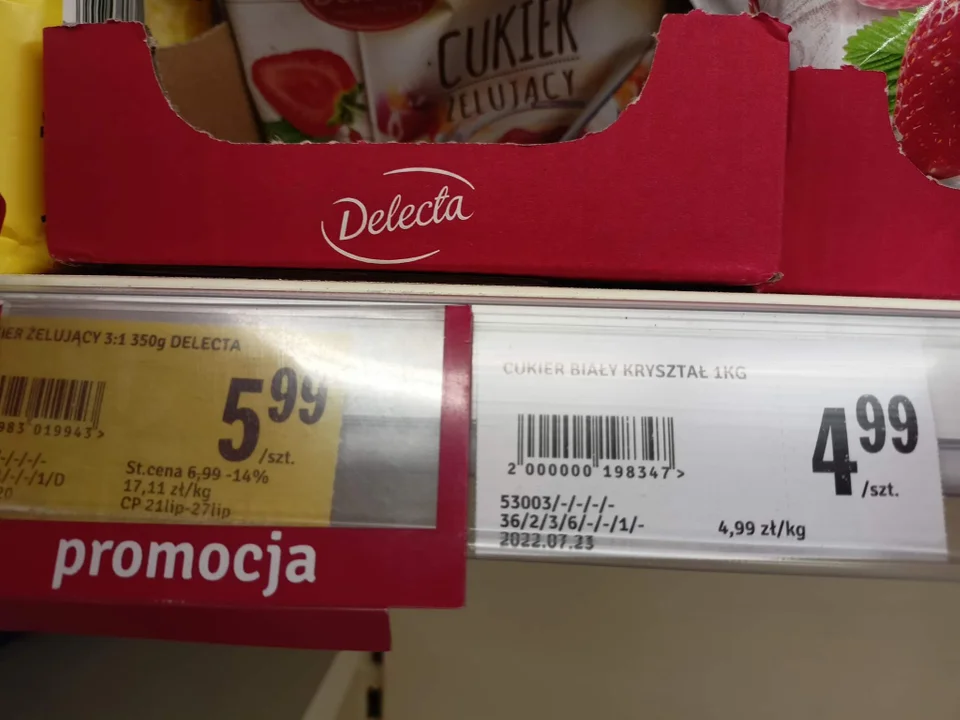 CUKIER
ŻELUJĄCY
Delecta
ŻELUJĄCY 3:1 350g DELECTA
5 99
/szt.
983 019943 >
-/-/-/-
/-/-/1/D
St.cena 6,99 -14%
17,11 zł/kg
CP 21lip-27lip
promocja
CUKIER BIAŁY KRYSZTAŁ 1KG
4 99
/szt.
2 000000 198347 >
53003/-/-/-/-
36/2/3/6/-/-/1/-
4,99 zł/kg
2022.07.23